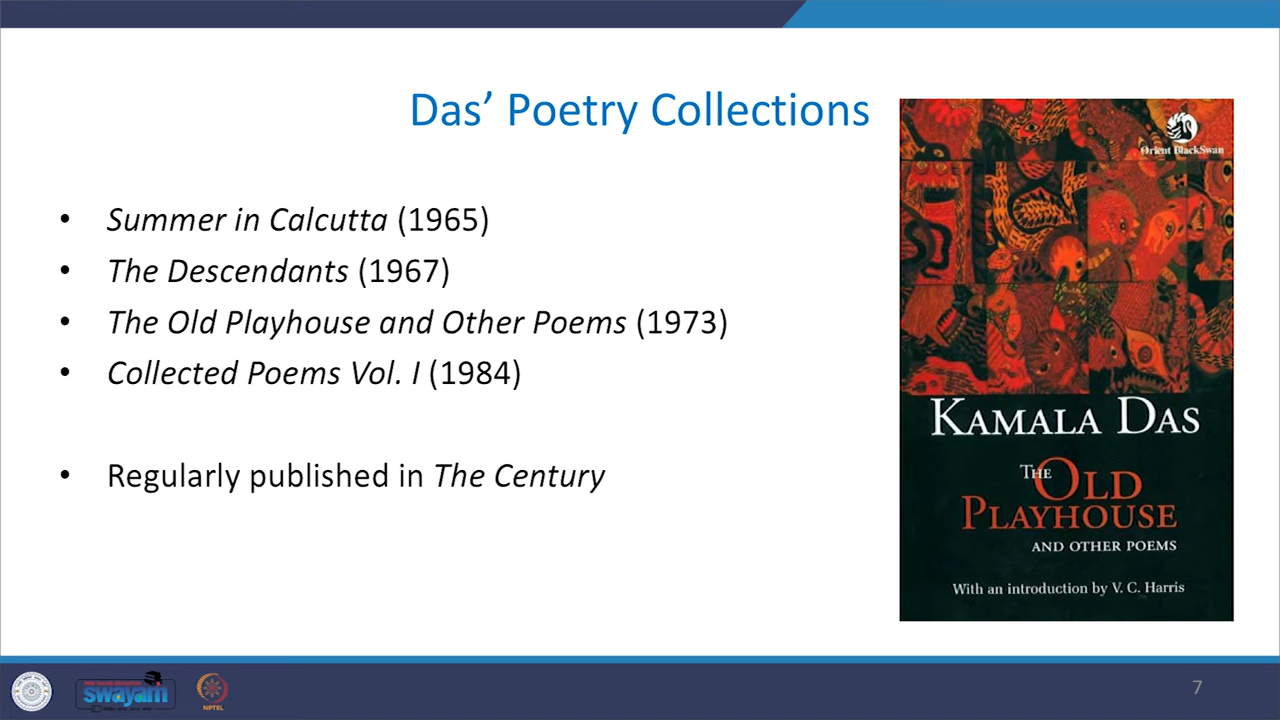 Das’ Poetry Collections
• Summer in Calcutta (1965)
• The Descendants (1967)
• The Old Playhouse and Other Poems (1973)
• Collected Poems Vol. I (1984)
• Regularly published in The Century
Orient BlackSwan
KAMALA DAS
THE OLD
PLAYHOUSE
AND OTHER POEMS
With an introduction by V. C. Harris
swayam
NPTEL
7